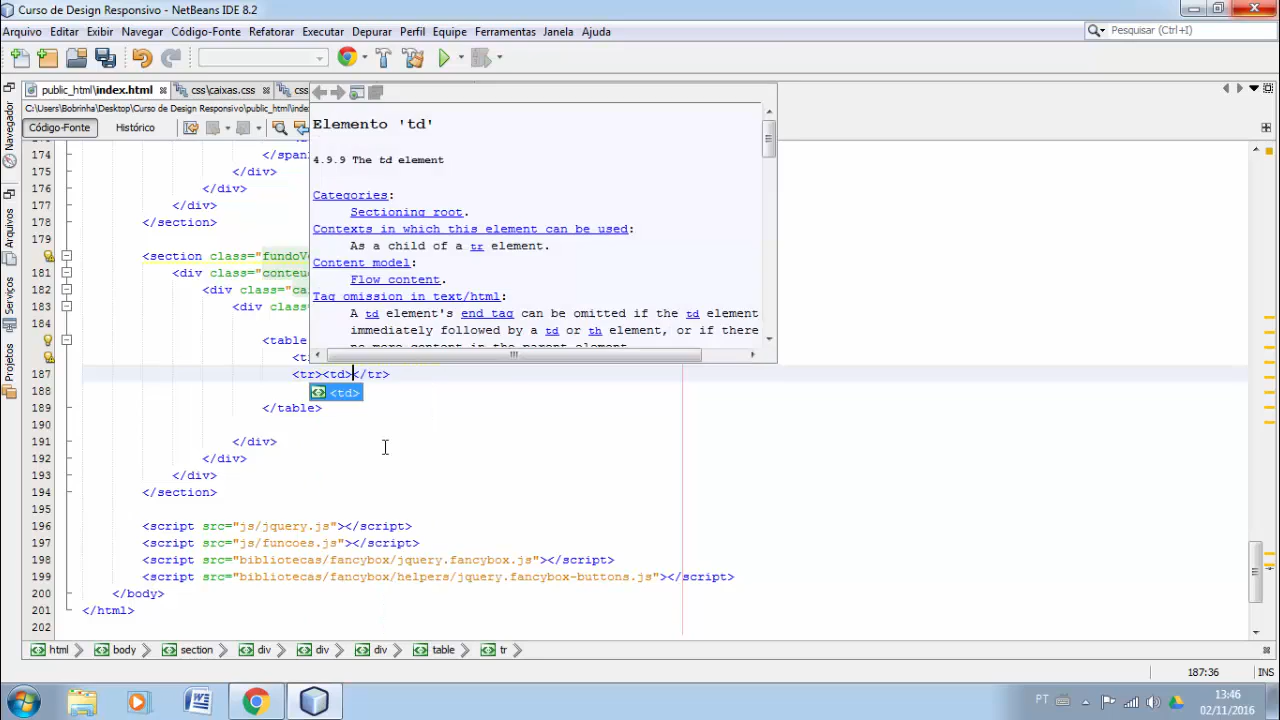 Curso de Design Responsivo - NetBeans IDE 8.2
Arquivo Editar Exibir Navegar Código-Fonte Refatorar Executar Depurar Perfil Equipe Ferramentas Janela Ajuda
Pesquisar (Ctrl+I)
public_html\index.html css\caixas.css css
C:\Users\Bobrinha\Desktop\Curso de Design Responsivo\public_html\inde
Código-Fonte Histórico
Navegador
Arquivos
Serviços
Projetos
Elemento 'td'
4.9.9 The td element
Categories:
Sectioning root.
Contexts in which this element can be used:
As a child of a tr element.
Content model:
Flow content.
Tag omission in text/html:
A td element's end tag can be omitted if the td element
immediately followed by a td or th element, or if there
no more content in the parent element
174 </span
175 </div>
176 </div>
177 </div>
178 </section>
179
<section class="fundoV
181 <div class="conteu
182 <div class="ca
183 <div class
184
<table
<t
187 <tr><td></tr>
188 <td>
189 </table>
190
191 </div>
192 </div>
193 </div>
194 </section>
195
196 <script src="js/jquery.js"></script>
197 <script src="js/funcoes.js"></script>
198 <script src="bibliotecas/fancybox/jquery.fancybox.js"></script>
199 <script src="bibliotecas/fancybox/helpers/jquery.fancybox-buttons.js"></script>
200 </body>
201 </html>
202
html body section div div div table tr
187:36 INS
PT 13:46
02/11/2016